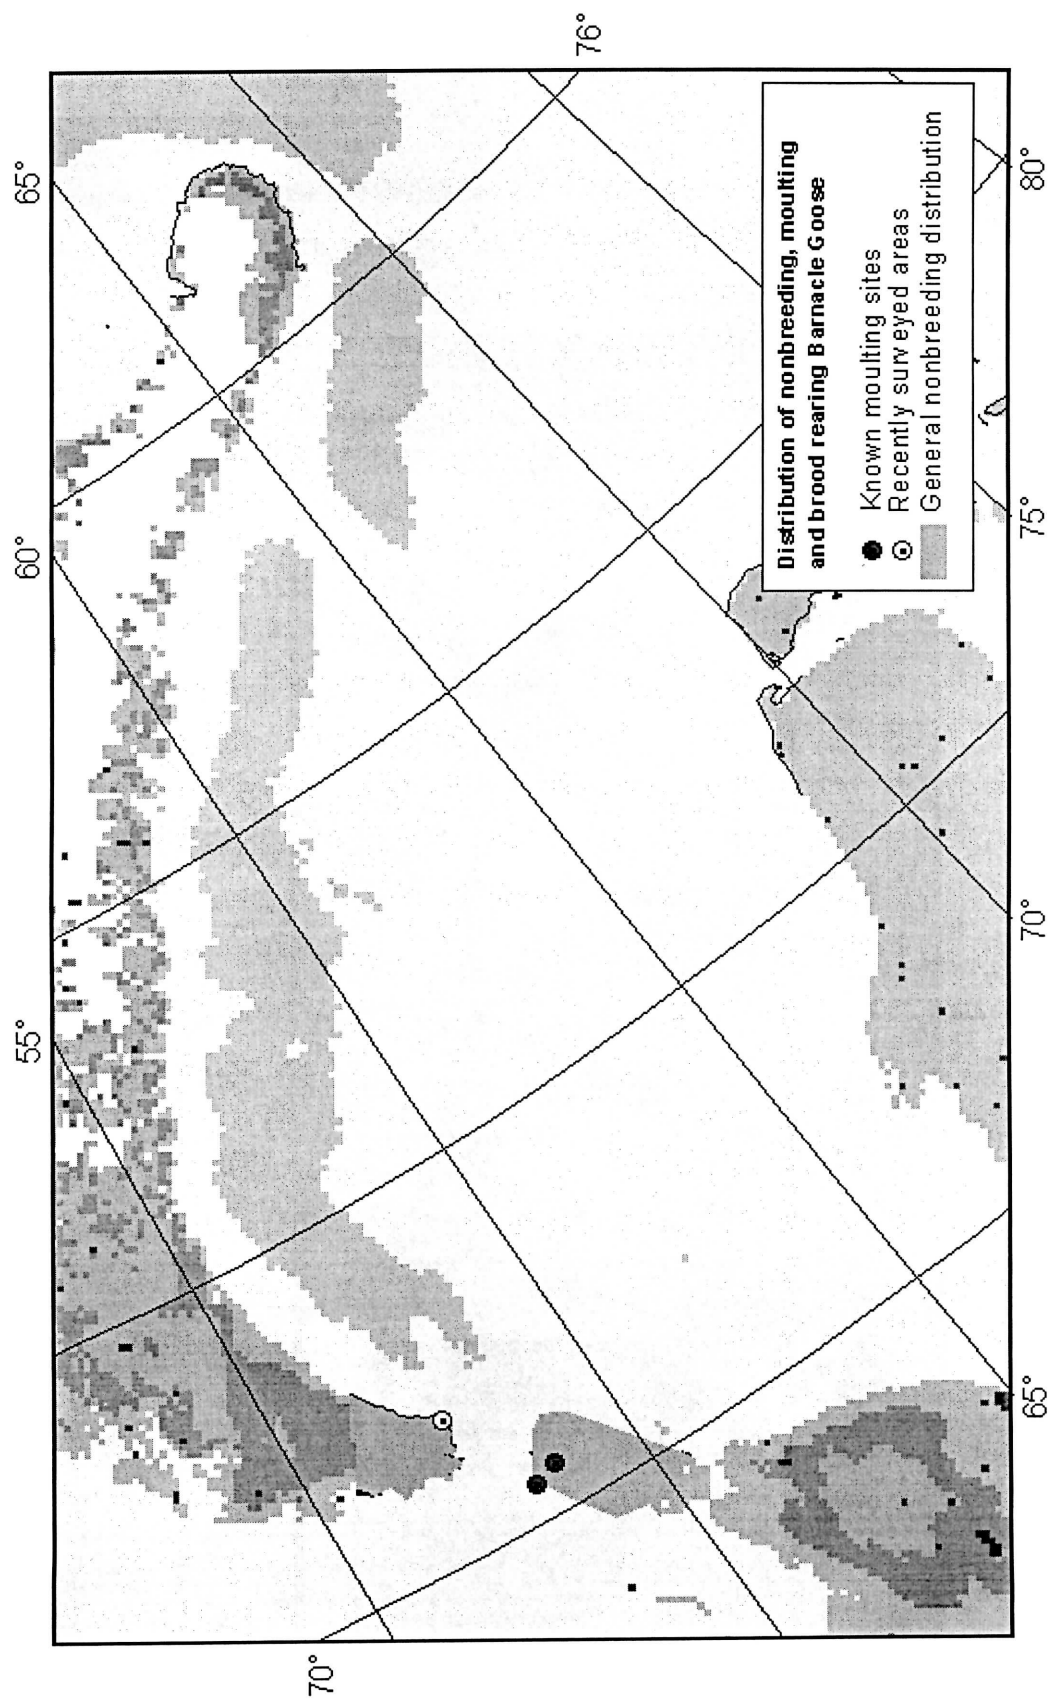 Distribution of nonbreeding, moulting
and brood rearing Barnacle Goose
Known moulting sites
Recently surveyed areas
General nonbreeding distribution
55°
60°
65°
76°
70°
65°
70°
75°
80°